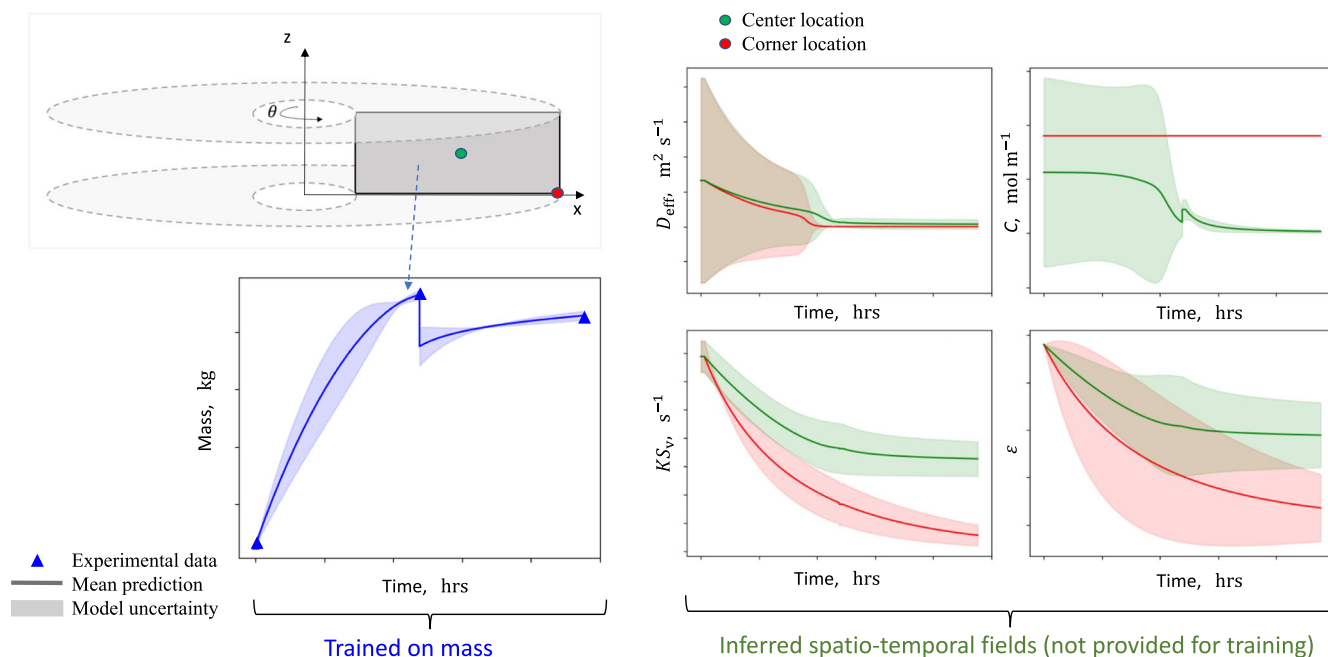 z
θ
x
Mass, kg
Time, hrs
Experimental data
Mean prediction
Model uncertainty
Trained on mass
Center location
Corner location
D_eff, m² s⁻¹
Time, hrs
C, mol m⁻¹
Time, hrs
KS_v, s⁻¹
Time, hrs
ε
Time, hrs
Inferred spatio-temporal fields (not provided for training)